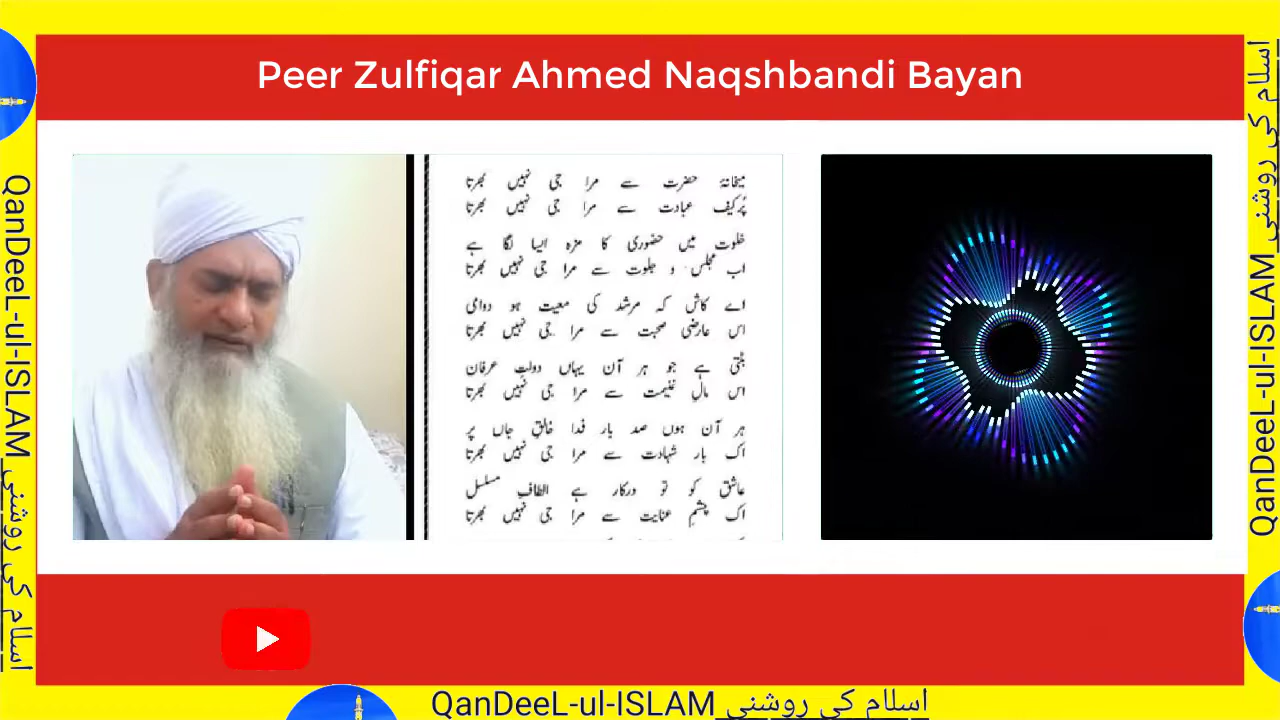 Peer Zulfiqar Ahmed Naqshbandi Bayan
میخانۂ حضرت سے مرا جی نہیں بھرتا
پُرکیف عبادت سے مرا جی نہیں بھرتا
خلوت میں حضوری کا مزہ ایسا لگا ہے
اب مجلس و جلوت سے مرا جی نہیں بھرتا
اے کاش کہ مرشد کی معیت ہو دوامی
اس عارضی صحبت سے مرا جی نہیں بھرتا
بٹتی ہے جو ہر آن یہاں دولتِ عرفان
اس مالِ غنیمت سے مرا جی نہیں بھرتا
ہر آن ہوں صد بار فدا خالقِ جاں پر
اک بار شہادت سے مرا جی نہیں بھرتا
عاشق کو تو درکار ہے الطافِ مسلسل
اک چشمِ عنایت سے مرا جی نہیں بھرتا
QanDeeL-ul-ISLAM اسلام کی روشنی
QanDeeL-ul-ISLAM اسلام کی روشنی
QanDeeL-ul-ISLAM اسلام کی روشنی